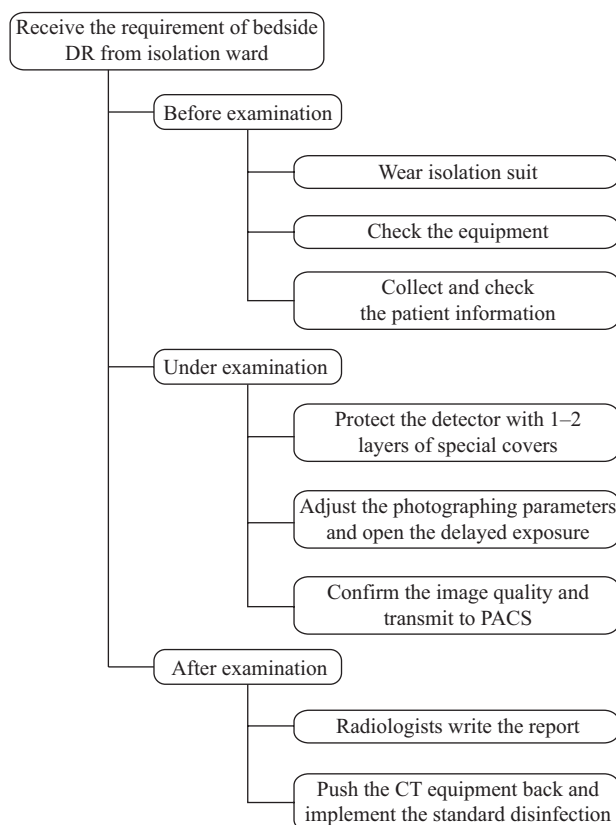 Receive the requirement of bedside
DR from isolation ward
Before examination
Wear isolation suit
Check the equipment
Collect and check
the patient information
Under examination
Protect the detector with 1–2
layers of special covers
Adjust the photographing parameters
and open the delayed exposure
Confirm the image quality and
transmit to PACS
After examination
Radiologists write the report
Push the CT equipment back and
implement the standard disinfection